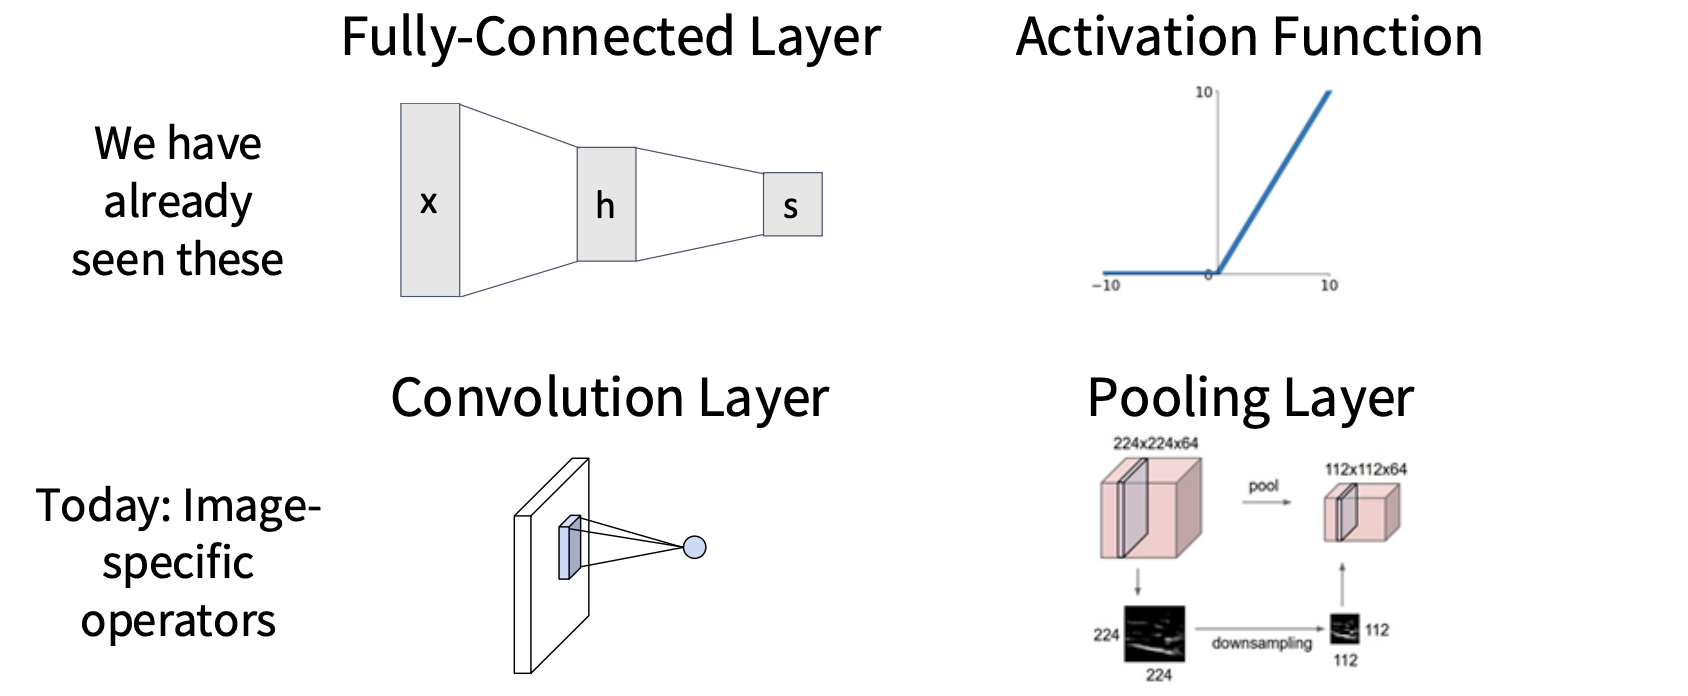 Fully-Connected Layer
Activation Function
We have
already
seen these
x
h
s
10
0
−10
10
Convolution Layer
Pooling Layer
Today: Image-
specific
operators
224x224x64
112x112x64
pool
224
224
downsampling
112
112